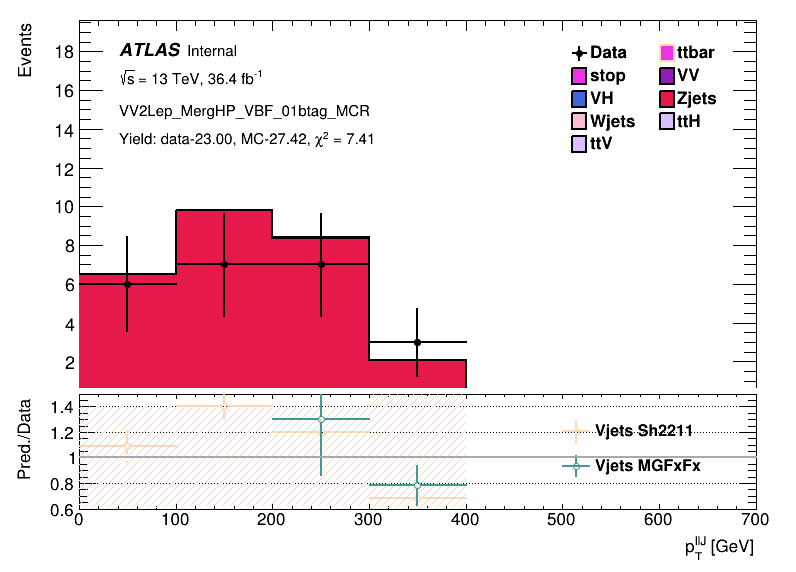 Events
18
16
14
12
10
8
6
4
2
ATLAS Internal
√s = 13 TeV, 36.4 fb⁻¹
VV2Lep_MergHP_VBF_01btag_MCR
Yield: data-23.00, MC-27.42, χ² = 7.41
Data
ttbar
stop
VV
VH
Zjets
Wjets
ttH
ttV
Pred./Data
1.4
1.2
1
0.8
0.6
Vjets Sh2211
Vjets MGFxFx
0 100 200 300 400 500 600 700
p_T^llJ [GeV]